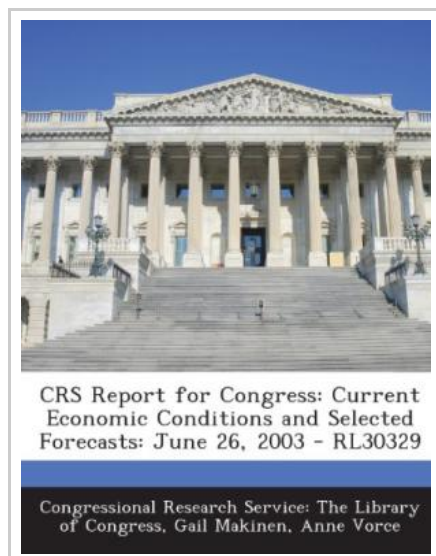 CRS Report for Congress: Current
Economic Conditions and Selected
Forecasts: June 26, 2003 - RL30329
Congressional Research Service: The Library
of Congress, Gail Makinen, Anne Vorce